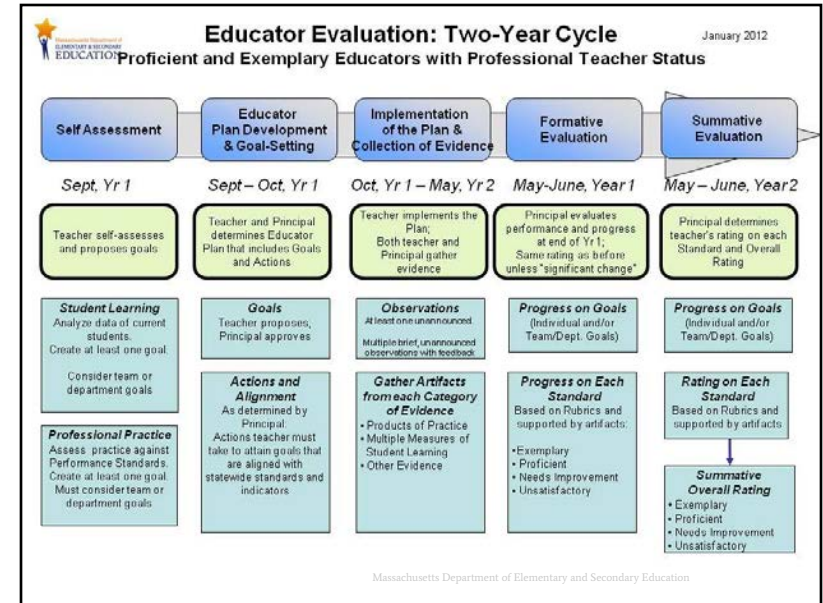 Massachusetts Department of
ELEMENTARY & SECONDARY
EDUCATION
Educator Evaluation: Two-Year Cycle
January 2012
Proficient and Exemplary Educators with Professional Teacher Status
Self Assessment
Educator
Plan Development
& Goal-Setting
Implementation
of the Plan &
Collection of Evidence
Formative
Evaluation
Summative
Evaluation
Sept, Yr 1
Sept – Oct, Yr 1
Oct, Yr 1 – May, Yr 2
May-June, Year 1
May – June, Year 2
Teacher self-assesses
and proposes goals
Teacher and Principal
determines Educator
Plan that includes Goals
and Actions
Teacher implements the
Plan;
Both teacher and
Principal gather
evidence
Principal evaluates
performance and progress
at end of Yr 1;
Same rating as before
unless "significant change"
Principal determines
teacher's rating on each
Standard and Overall
Rating
Student Learning
Analyze data of current
students.
Create at least one goal.
Consider team or
department goals
Professional Practice
Assess practice against
Performance Standards.
Create at least one goal.
Must consider team or
department goals
Goals
Teacher proposes,
Principal approves
Actions and
Alignment
As determined by
Principal:
Actions teacher must
take to attain goals that
are aligned with
statewide standards and
indicators
Observations
At least one unannounced.
Multiple brief, unannounced
observations with feedback
Gather Artifacts
from each Category
of Evidence
• Products of Practice
• Multiple Measures of
Student Learning
• Other Evidence
Progress on Goals
(Individual and/or
Team/Dept. Goals)
Progress on Each
Standard
Based on Rubrics and
supported by artifacts:
•Exemplary
• Proficient
• Needs Improvement
• Unsatisfactory
Progress on Goals
(Individual and/or
Team/Dept. Goals)
Rating on Each
Standard
Based on Rubrics and
supported by artifacts
Summative
Overall Rating
• Exemplary
• Proficient
• Needs Improvement
• Unsatisfactory
Massachusetts Department of Elementary and Secondary Education